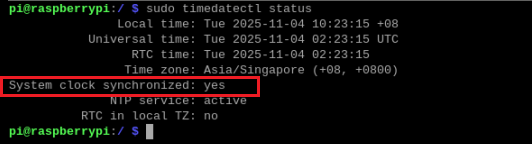 pi@raspberrypi:/ $ sudo timedatectl status
Local time: Tue 2025-11-04 10:23:15 +08
Universal time: Tue 2025-11-04 02:23:15 UTC
RTC time: Tue 2025-11-04 02:23:15
Time zone: Asia/Singapore (+08, +0800)
System clock synchronized: yes
NTP service: active
RTC in local TZ: no
pi@raspberrypi:/ $